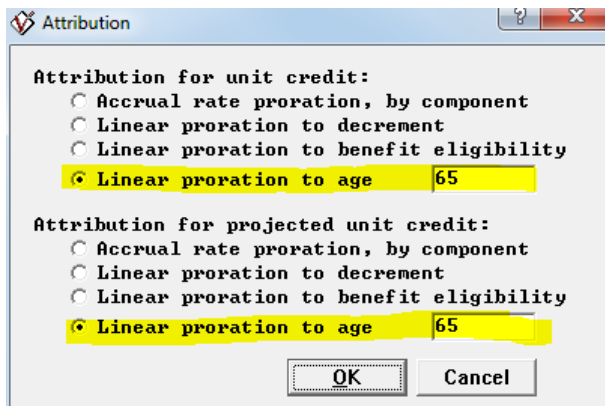 Attribution
Attribution for unit credit:
Accrual rate proration, by component
Linear proration to decrement
Linear proration to benefit eligibility
Linear proration to age 65
Attribution for projected unit credit:
Accrual rate proration, by component
Linear proration to decrement
Linear proration to benefit eligibility
Linear proration to age 65
OK Cancel